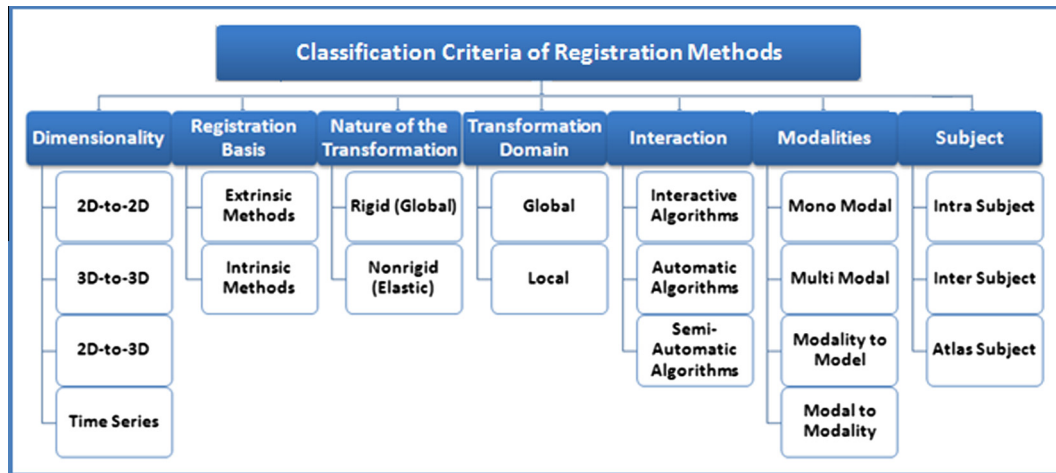 Classification Criteria of Registration Methods
Dimensionality
2D-to-2D
3D-to-3D
2D-to-3D
Time Series
Registration
Basis
Extrinsic
Methods
Intrinsic
Methods
Nature of the
Transformation
Rigid (Global)
Nonrigid
(Elastic)
Transformation
Domain
Global
Local
Interaction
Interactive
Algorithms
Automatic
Algorithms
Semi-
Automatic
Algorithms
Modalities
Mono Modal
Multi Modal
Modality to
Model
Modal to
Modality
Subject
Intra Subject
Inter Subject
Atlas Subject